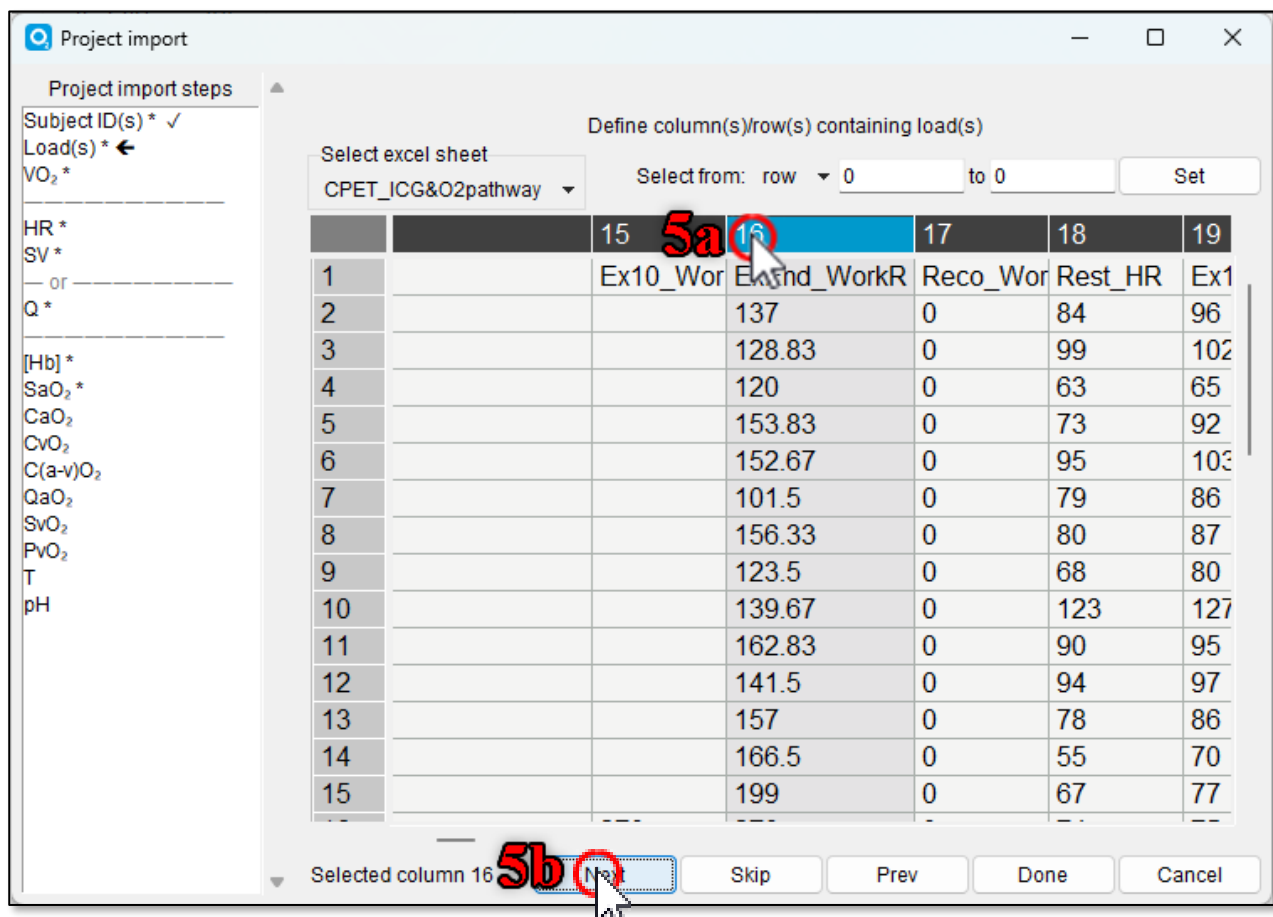 Project import
Project import steps
Subject ID(s) * ✓
Load(s) * 🡰
VO₂ *
HR *
SV *
— or —
Q *
[Hb] *
SaO₂ *
CaO₂
CvO₂
C(a-v)O₂
QaO₂
SvO₂
PvO₂
T
pH
Define column(s)/row(s) containing load(s)
Select excel sheet
CPET_ICG&O2pathway
Select from: row 0 to 0 Set
15 5a 16 17 18 19
1 Ex10_Wor WorkR Reco_Wor Rest_HR Ex1
2 137 0 84 96
3 128.83 0 99 102
4 120 0 63 65
5 153.83 0 73 92
6 152.67 0 95 103
7 101.5 0 79 86
8 156.33 0 80 87
9 123.5 0 68 80
10 139.67 0 123 127
11 162.83 0 90 95
12 141.5 0 94 97
13 157 0 78 86
14 166.5 0 55 70
15 199 0 67 77
Selected column 16 5b Next Skip Prev Done Cancel